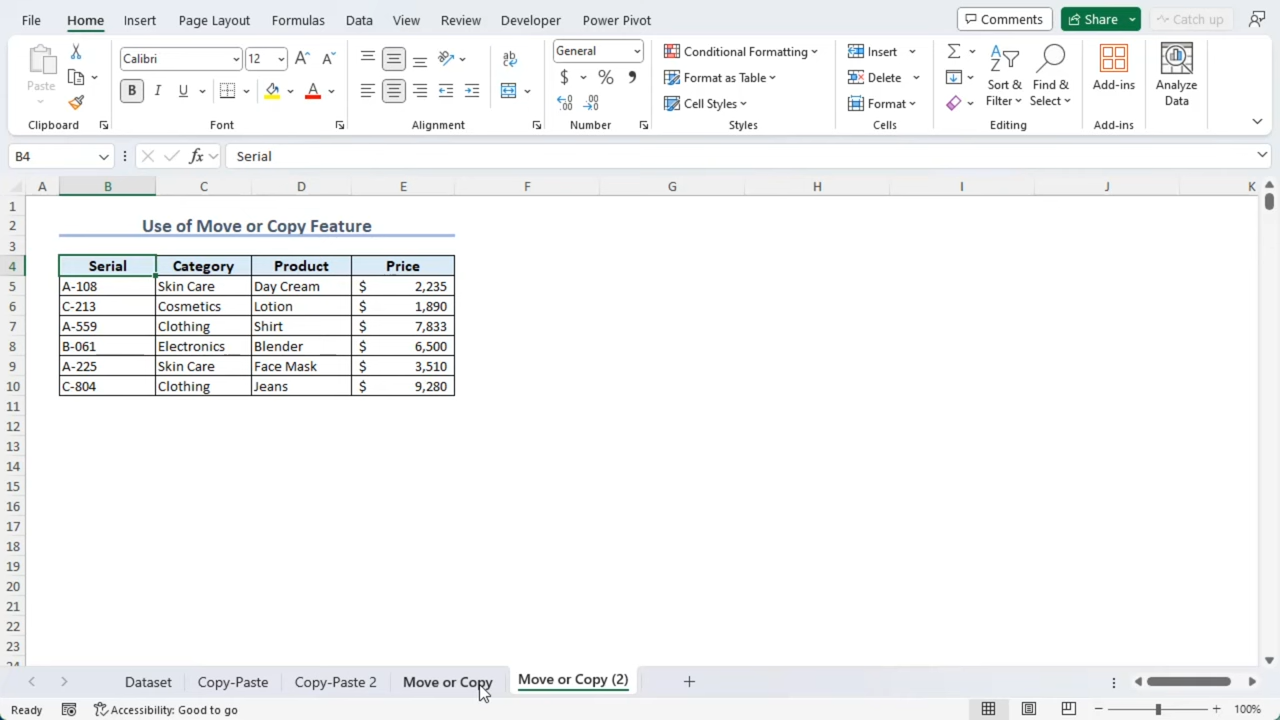 File Home Insert Page Layout Formulas Data View Review Developer Power Pivot Comments Share Catch up
Paste Calibri 12 General Conditional Formatting Insert
B I U $ % Format as Table Delete Sort & Filter Find & Select Add-ins Analyze Data
Cell Styles Format
Clipboard Font Alignment Number Styles Cells Editing Add-ins
B4 fx Serial
A B C D E F G H I J K
1
2 Use of Move or Copy Feature
3
4 Serial Category Product Price
5 A-108 Skin Care Day Cream $ 2,235
6 C-213 Cosmetics Lotion $ 1,890
7 A-559 Clothing Shirt $ 7,833
8 B-061 Electronics Blender $ 6,500
9 A-225 Skin Care Face Mask $ 3,510
10 C-804 Clothing Jeans $ 9,280
11
12
13
14
15
16
17
18
19
20
21
22
23
24
Dataset Copy-Paste Copy-Paste 2 Move or Copy Move or Copy (2)
Ready Accessibility: Good to go 100%